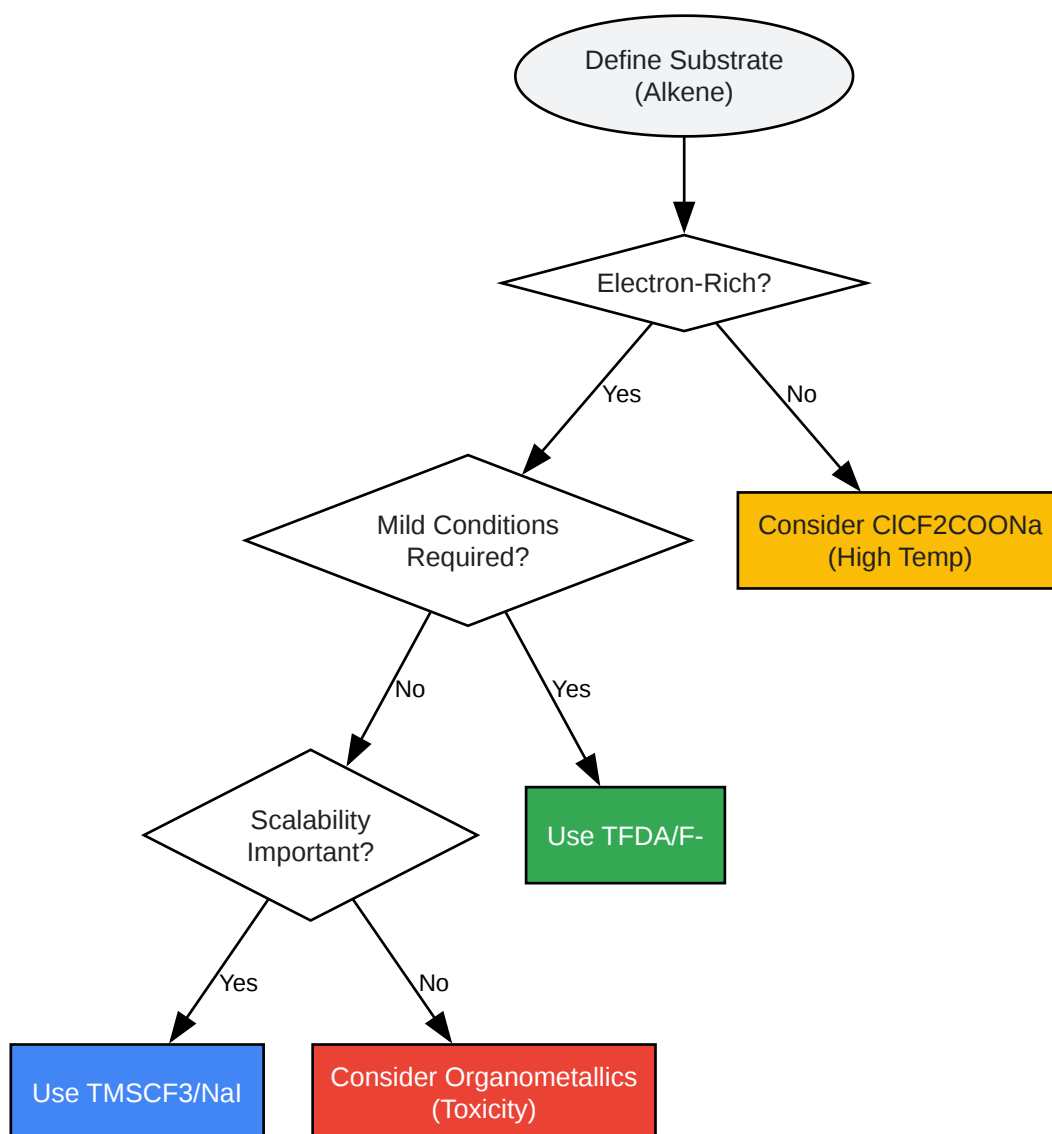 Define Substrate
(Alkene)
Electron-Rich?
Yes
No
Mild Conditions
Required?
Consider ClCF2COONa
(High Temp)
No
Yes
Scalability
Important?
Use TFDA/F-
Yes
No
Use TMSCF3/NaI
Consider Organometallics
(Toxicity)